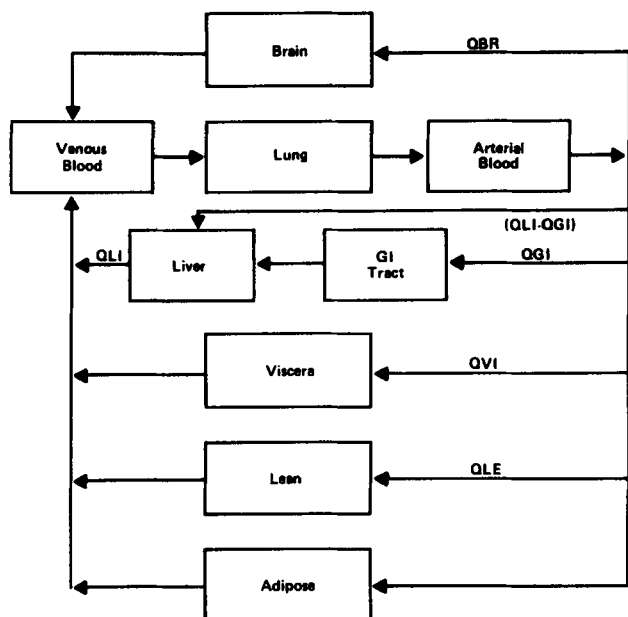 Brain
QBR
Venous
Blood
Lung
Arterial
Blood
(QLI-QGI)
QLI
Liver
GI
Tract
QGI
Viscera
QVI
Lean
QLE
Adipose